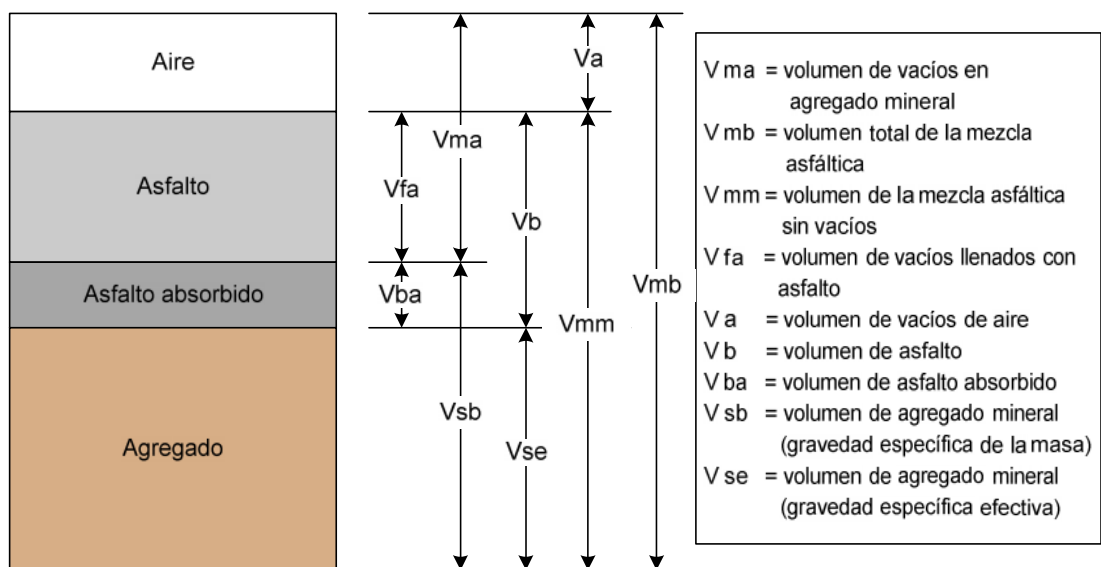 Aire
Asfalto
Asfalto absorbido
Agregado
Va
Vma
Vfa
Vb
Vba
Vmb
Vmm
Vsb
Vse
V ma = volumen de vacíos en
agregado mineral
V mb = volumen total de la mezcla
asfáltica
V mm = volumen de la mezcla asfáltica
sin vacíos
V fa = volumen de vacíos llenados con
asfalto
V a = volumen de vacíos de aire
V b = volumen de asfalto
V ba = volumen de asfalto absorbido
V sb = volumen de agregado mineral
(gravedad específica de la masa)
V se = volumen de agregado mineral
(gravedad específica efectiva)